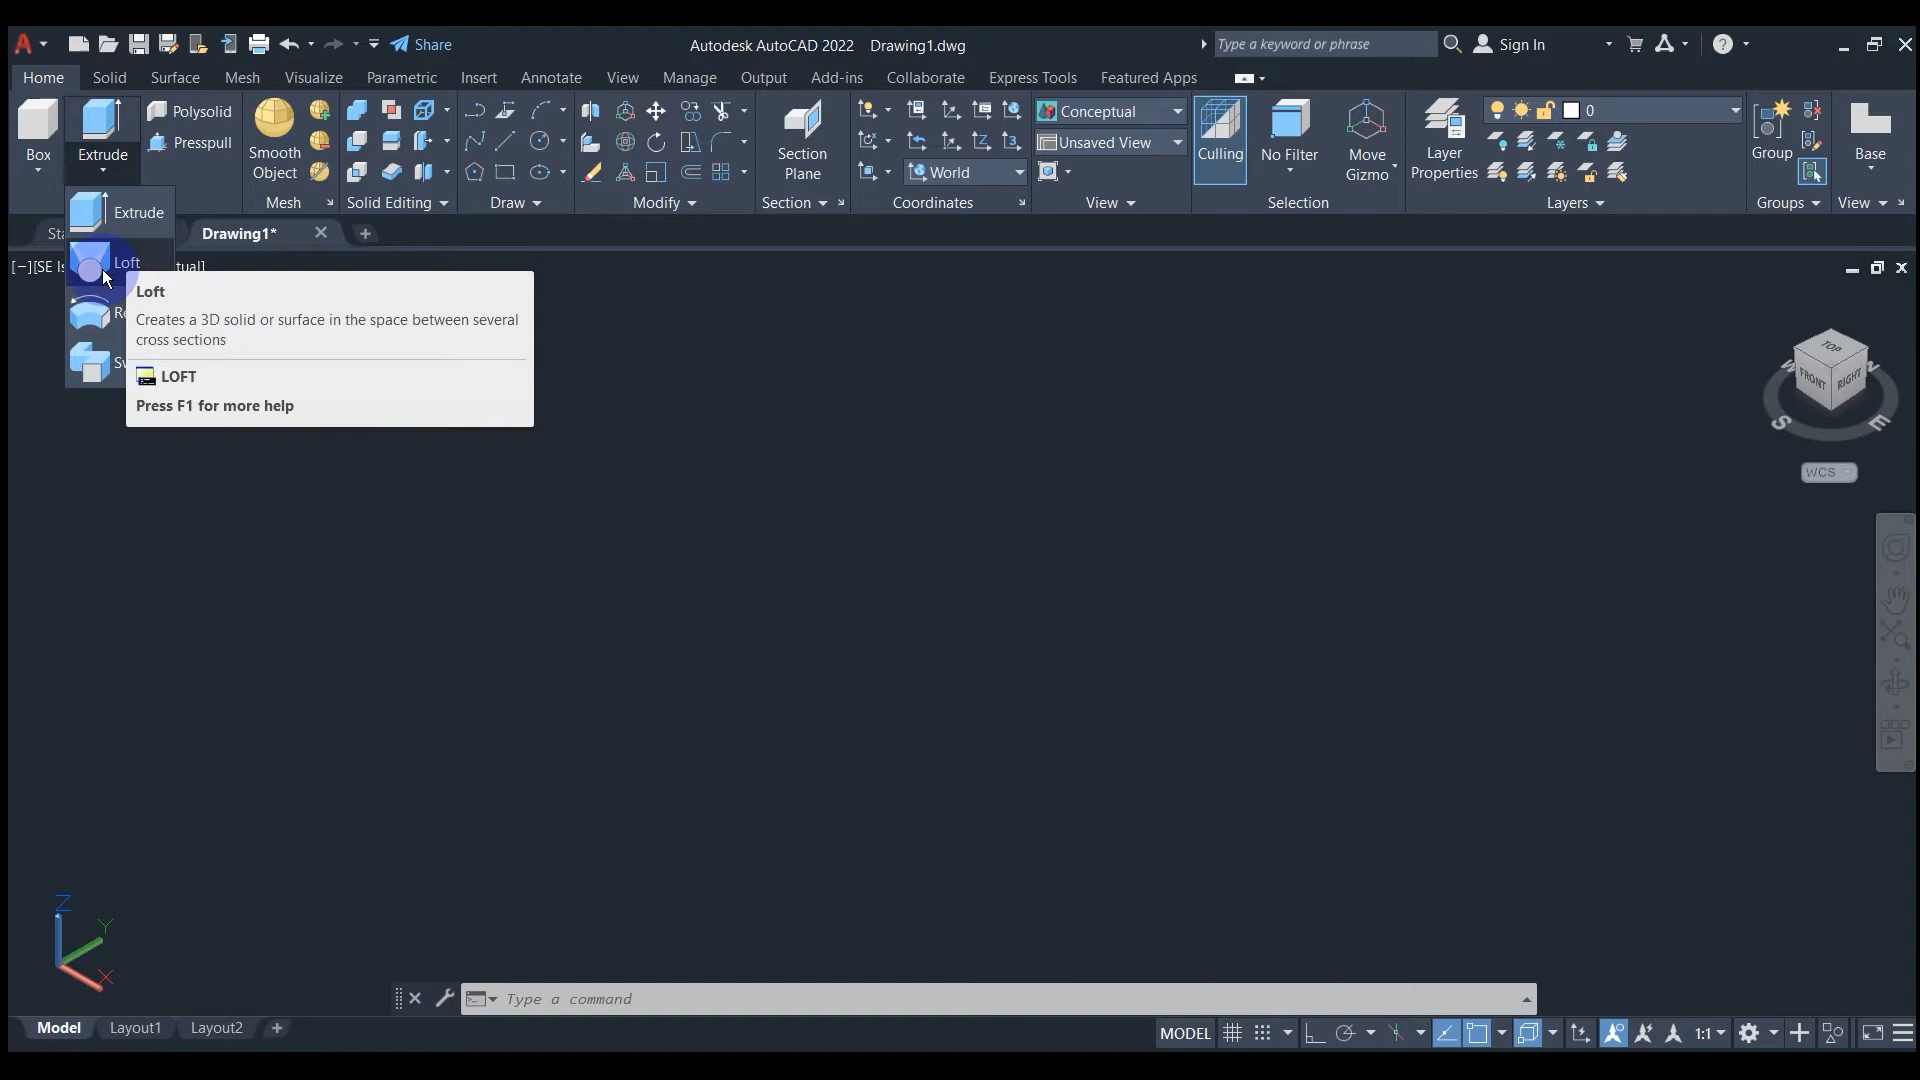 Share
Autodesk AutoCAD 2022 Drawing1.dwg
Type a keyword or phrase
Sign In
Home Solid Surface Mesh Visualize Parametric Insert Annotate View Manage Output Add-ins Collaborate Express Tools Featured Apps
Box
Extrude
Polysolid
Presspull
Smooth
Object
Section
Plane
World
Conceptual
Unsaved View
Culling
No Filter
Move
Gizmo
Layer
Properties
0
Group
Base
Mesh
Solid Editing
Draw
Modify
Section
Coordinates
View
Selection
Layers
Groups
View
Extrude
Loft
Drawing1*
Loft
Creates a 3D solid or surface in the space between several
cross sections
LOFT
Press F1 for more help
TOP
FRONT
RIGHT
S
E
WCS
Z
Y
X
Type a command
Model Layout1 Layout2
MODEL
1:1